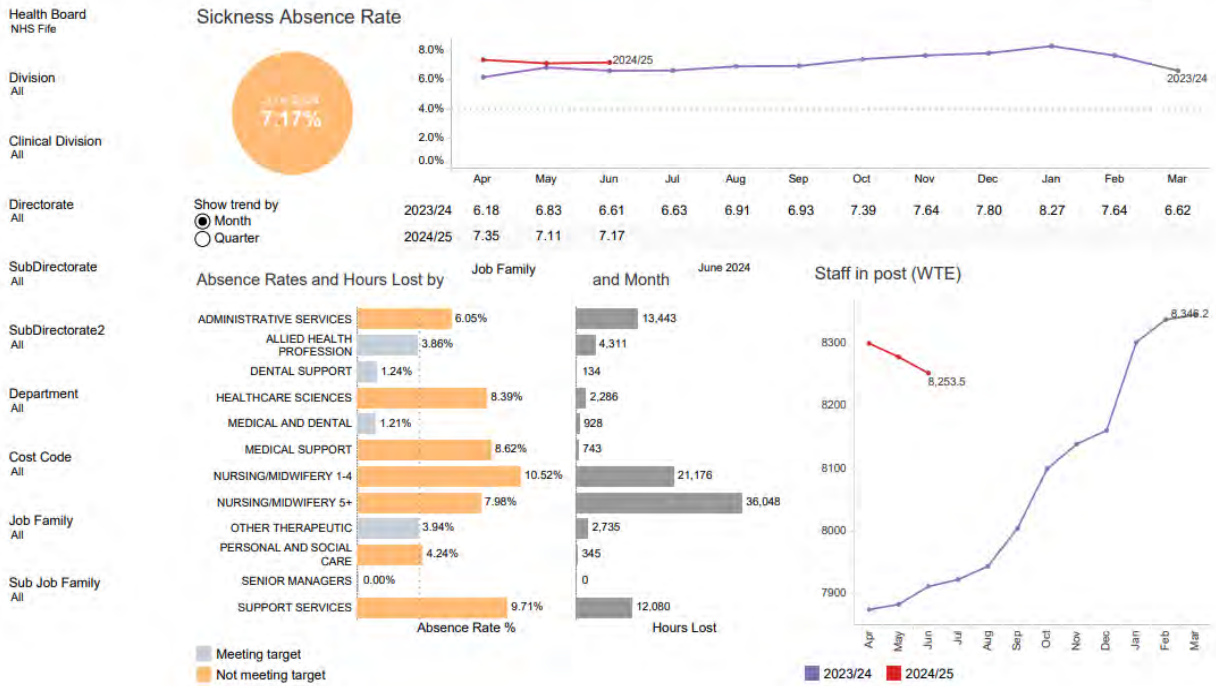 Health Board
NHS Fife
Division
All
Clinical Division
All
Directorate
All
SubDirectorate
All
SubDirectorate2
All
Department
All
Cost Code
All
Job Family
All
Sub Job Family
All
Sickness Absence Rate
7.17%
8.0%
6.0%
4.0%
2.0%
0.0%
2024/25
2023/24
Apr May Jun Jul Aug Sep Oct Nov Dec Jan Feb Mar
Show trend by
Month
Quarter
2023/24 6.18 6.83 6.61 6.63 6.91 6.93 7.39 7.64 7.80 8.27 7.64 6.62
2024/25 7.35 7.11 7.17
Absence Rates and Hours Lost by Job Family and Month June 2024
ADMINISTRATIVE SERVICES 6.05% 13,443
ALLIED HEALTH
PROFESSION 3.86% 4,311
DENTAL SUPPORT 1.24% 134
HEALTHCARE SCIENCES 8.39% 2,286
MEDICAL AND DENTAL 1.21% 928
MEDICAL SUPPORT 8.62% 743
NURSING/MIDWIFERY 1-4 10.52% 21,176
NURSING/MIDWIFERY 5+ 7.98% 36,048
OTHER THERAPEUTIC 3.94% 2,735
PERSONAL AND SOCIAL
CARE 4.24% 345
SENIOR MANAGERS 0.00% 0
SUPPORT SERVICES 9.71% 12,080
Absence Rate % Hours Lost
Meeting target
Not meeting target
Staff in post (WTE)
8300
8200
8100
8000
7900
8,346.2
8,253.5
Apr May Jun Jul Aug Sep Oct Nov Dec Jan Feb Mar
2023/24 2024/25